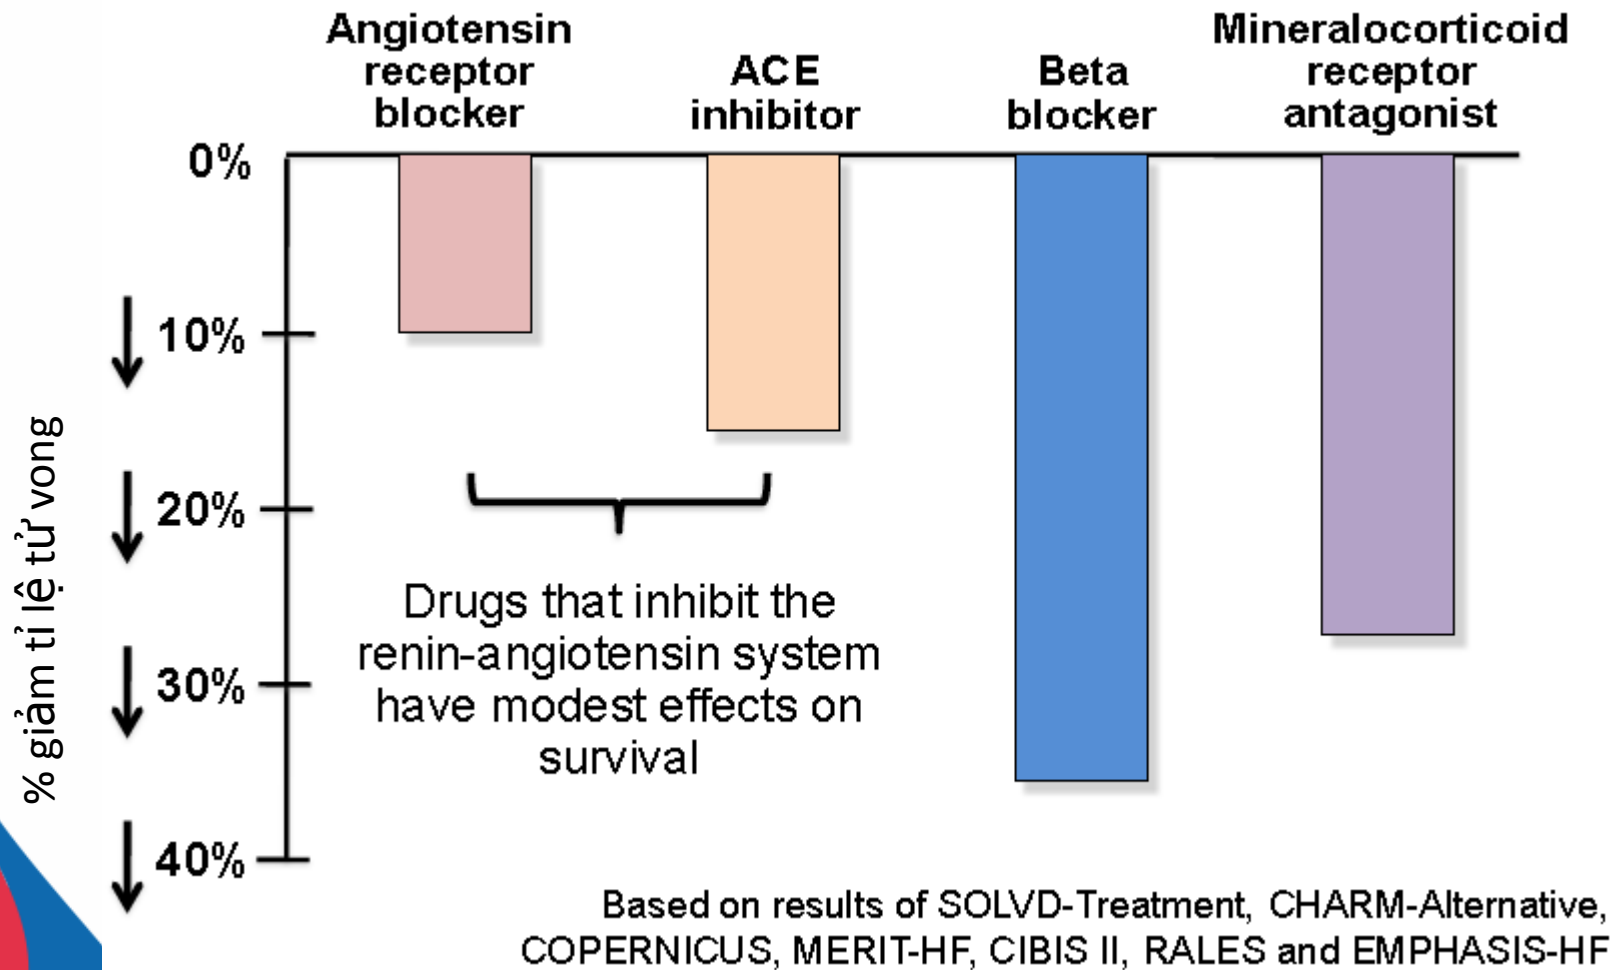 Angiotensin
receptor
blocker
ACE
inhibitor
Beta
blocker
Mineralocorticoid
receptor
antagonist
0%
10%
20%
30%
40%
% giảm tỉ lệ tử vong
Drugs that inhibit the
renin-angiotensin system
have modest effects on
survival
Based on results of SOLVD-Treatment, CHARM-Alternative,
COPERNICUS, MERIT-HF, CIBIS II, RALES and EMPHASIS-HF